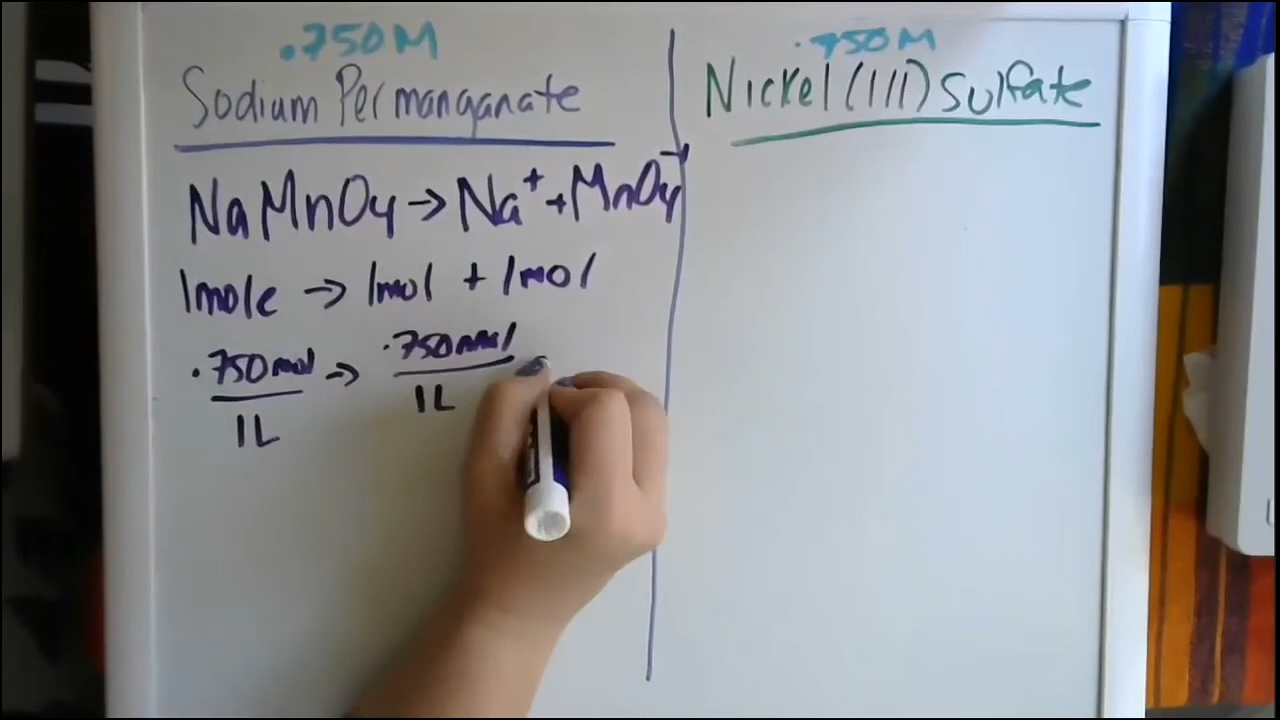 .750M
Sodium Permanganate
NaMnO4 → Na⁺ + MnO4⁻
1mole → 1mol + 1mol
.750mol/1L → .750mol/1L
.750M
Nickel (III) Sulfate